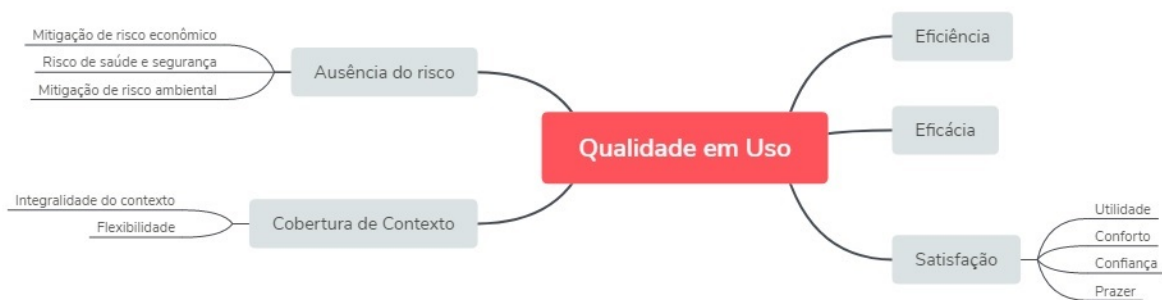 Qualidade em Uso
Ausência do risco
Mitigação de risco econômico
Risco de saúde e segurança
Mitigação de risco ambiental
Cobertura de Contexto
Integralidade do contexto
Flexibilidade
Eficiência
Eficácia
Satisfação
Utilidade
Conforto
Confiança
Prazer